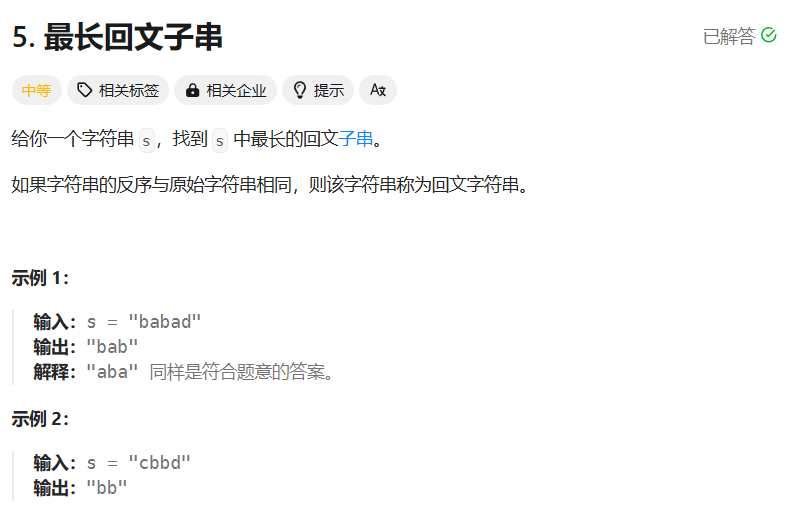 5. 最长回文子串
已解答
中等 相关标签 相关企业 提示
给你一个字符串 s，找到 s 中最长的回文子串。
如果字符串的反序与原始字符串相同，则该字符串称为回文字符串。
示例 1：
输入：s = "babad"
输出："bab"
解释："aba" 同样是符合题意的答案。
示例 2：
输入：s = "cbbd"
输出："bb"